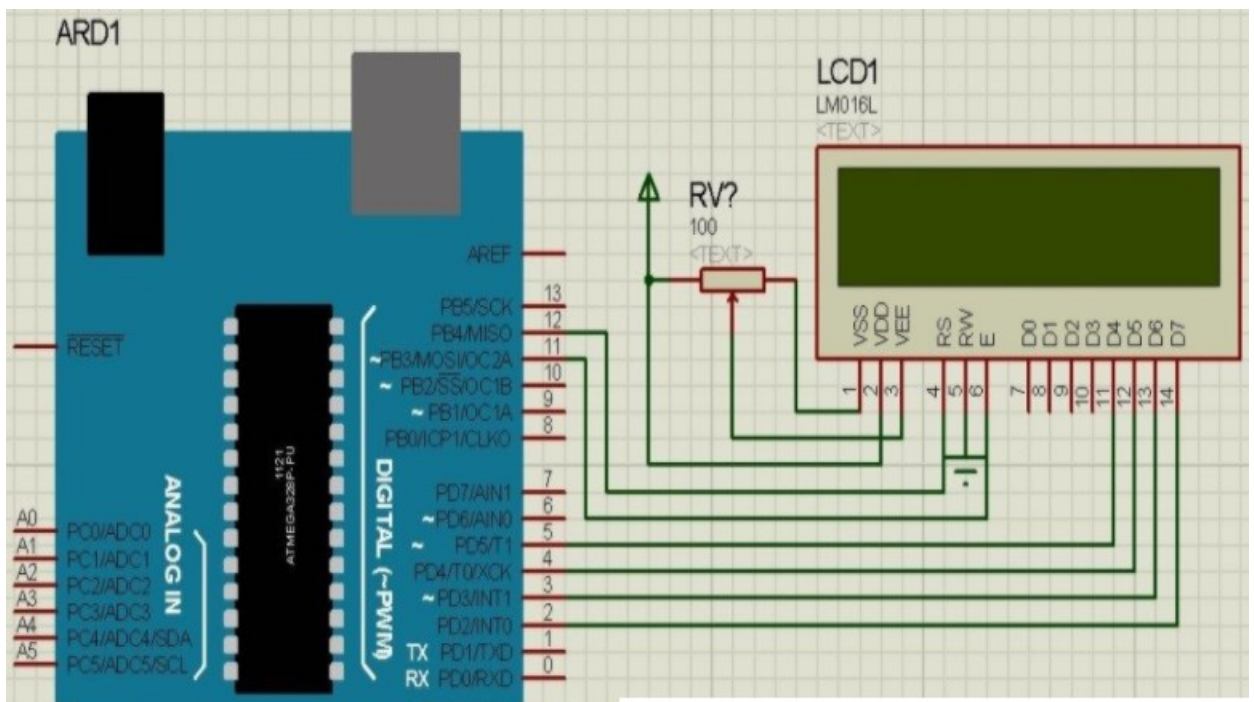 ARD1
LCD1
LM016L
<TEXT>
RV?
100
<TEXT>
AREF
13
PB5/SCK
12
PB4/MISO
RESET
11
~PB3/MOSI/OC2A
10
~ PB2/SS/OC1B
9
~ PB1/OC1A
8
PB0/ICP1/CLKO
VSS
VDD
VEE
RS
RW
E
D0
D1
D2
D3
D4
D5
D6
D7
1
2
3
4
5
6
7
8
9
10
11
12
13
14
1121
ATMEGA328P-PU
DIGITAL (~PWM)
ANALOG IN
7
PD7/AIN1
6
~ PD6/AIN0
5
~ PD5/T1
4
PD4/T0/XCK
3
~ PD3/INT1
2
PD2/INT0
1
TX PD1/TXD
0
RX PD0/RXD
A0
PC0/ADC0
A1
PC1/ADC1
A2
PC2/ADC2
A3
PC3/ADC3
A4
PC4/ADC4/SDA
A5
PC5/ADC5/SCL